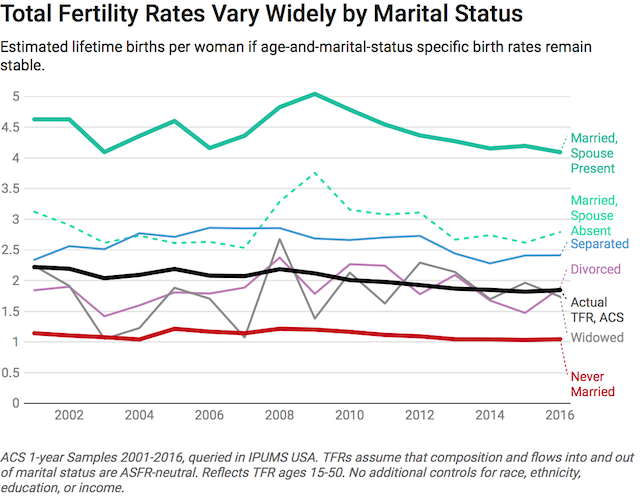 Total Fertility Rates Vary Widely by Marital Status
Estimated lifetime births per woman if age-and-marital-status specific birth rates remain
stable.
5
4.5
4
3.5
3
2.5
2
1.5
1
0.5
0
2002
2004
2006
2008
2010
2012
2014
2016
Married,
Spouse
Present
Married,
Spouse
Absent
Separated
Divorced
Actual
TFR, ACS
Widowed
Never
Married
ACS 1-year Samples 2001-2016, queried in IPUMS USA. TFRs assume that composition and flows into and out
of marital status are ASFR-neutral. Reflects TFR ages 15-50. No additional controls for race, ethnicity,
education, or income.